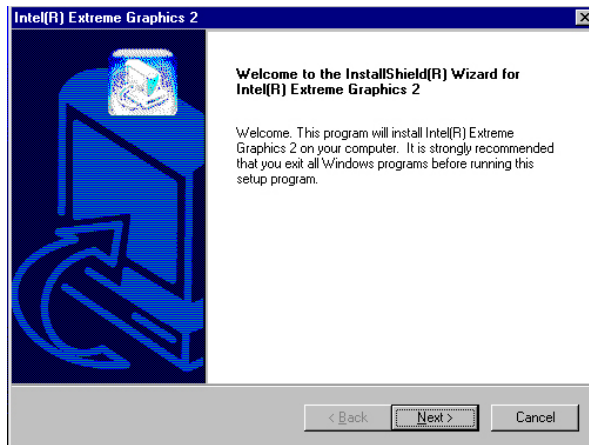 Intel(R) Extreme Graphics 2
Welcome to the InstallShield(R) Wizard for
Intel(R) Extreme Graphics 2
Welcome. This program will install Intel(R) Extreme
Graphics 2 on your computer. It is strongly recommended
that you exit all Windows programs before running this
setup program.
< Back
Next >
Cancel